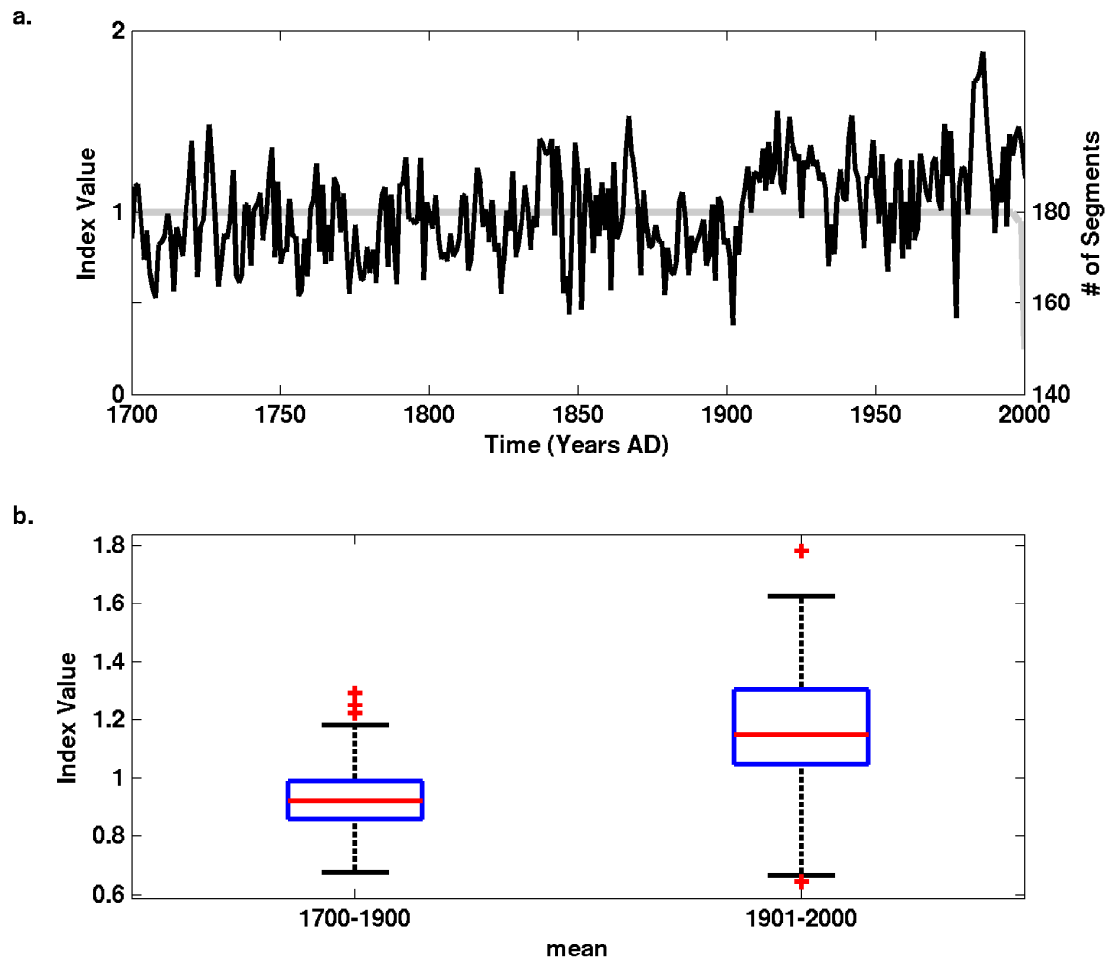 a.
2
1
0
Index Value
180
160
140
# of Segments
1700 1750 1800 1850 1900 1950 2000
Time (Years AD)
b.
1.8
1.6
1.4
1.2
1
0.8
0.6
Index Value
1700-1900 1901-2000
mean